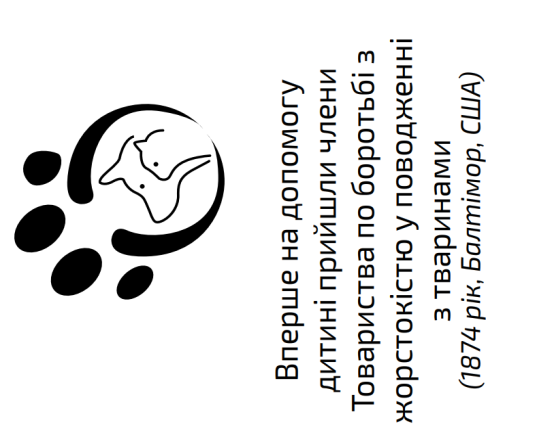 Вперше на допомогу
дитині прийшли члени
Товариства по боротьбі з
жорстокістю у поводженні
з тваринами
(1874 рік, Балтімор, США)